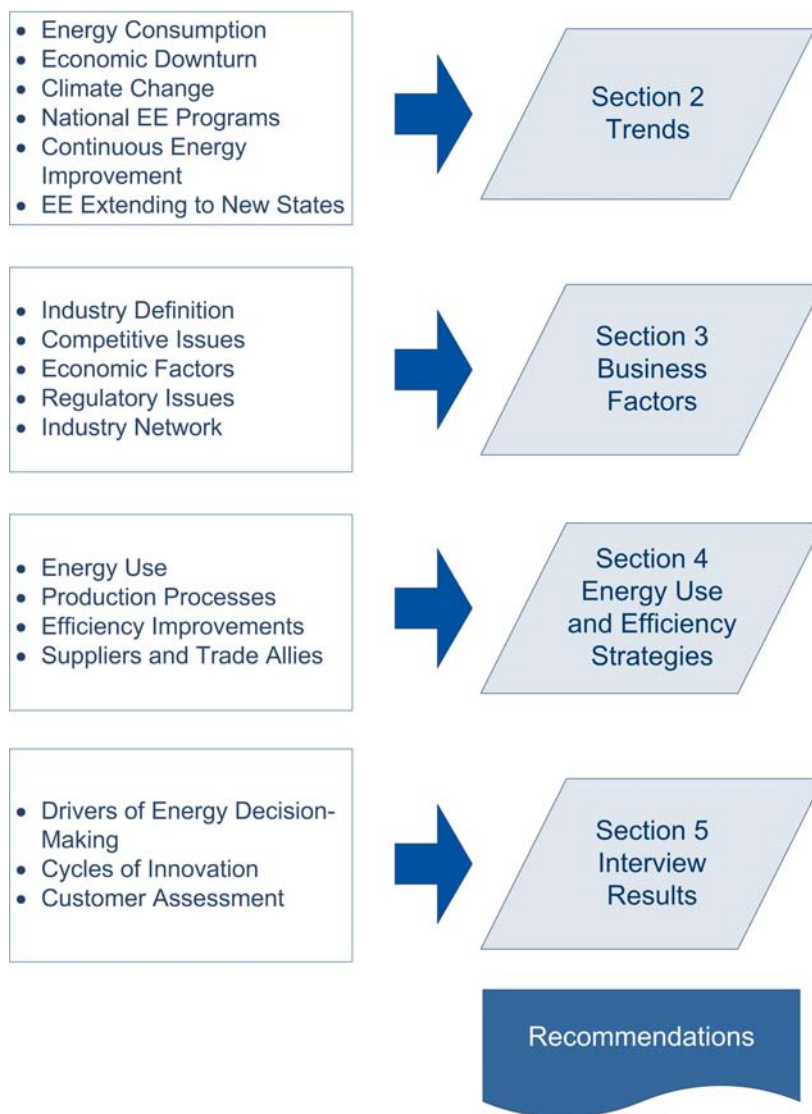 • Energy Consumption
• Economic Downturn
• Climate Change
• National EE Programs
• Continuous Energy
Improvement
• EE Extending to New States
Section 2
Trends
• Industry Definition
• Competitive Issues
• Economic Factors
• Regulatory Issues
• Industry Network
Section 3
Business
Factors
• Energy Use
• Production Processes
• Efficiency Improvements
• Suppliers and Trade Allies
Section 4
Energy Use
and Efficiency
Strategies
• Drivers of Energy Decision-
Making
• Cycles of Innovation
• Customer Assessment
Section 5
Interview
Results
Recommendations